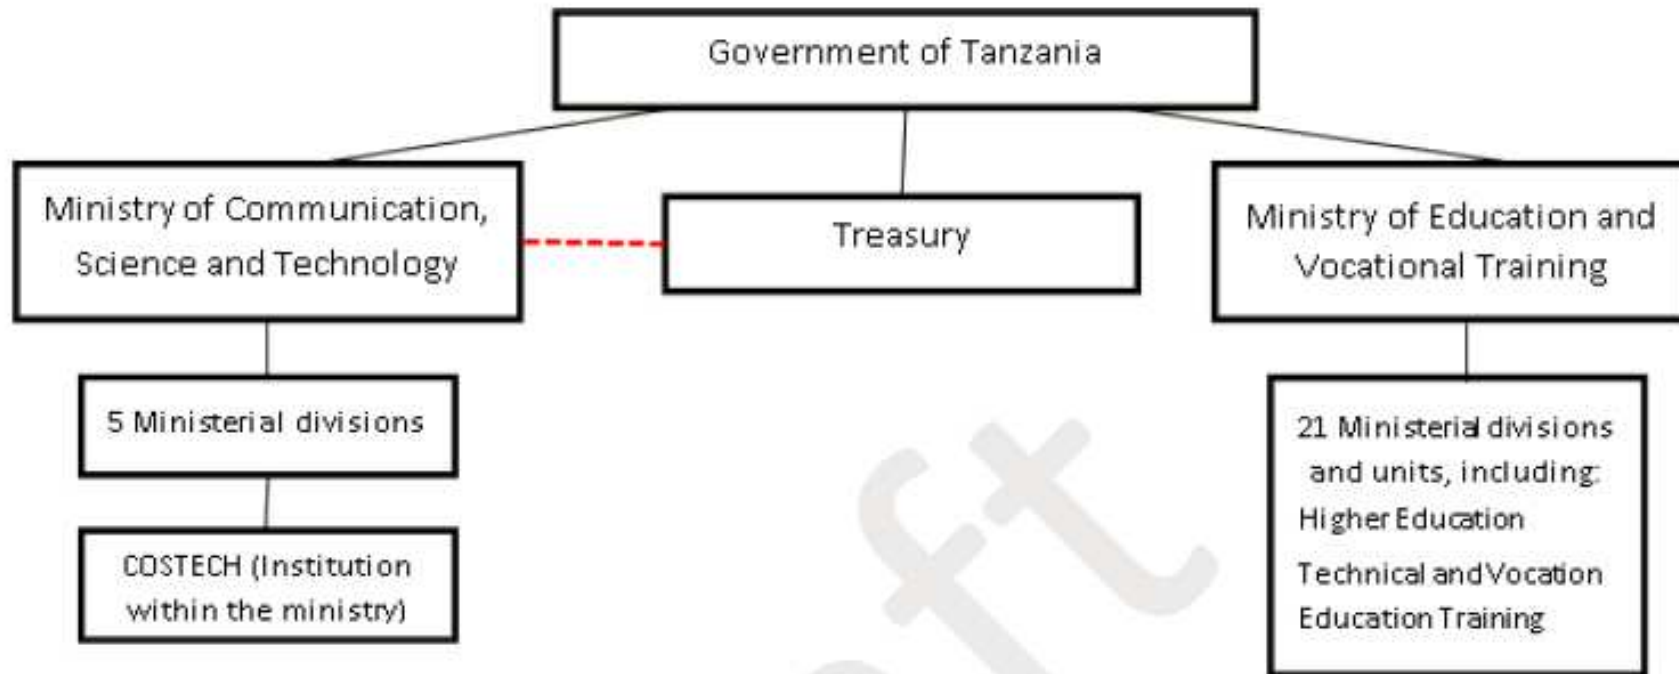 Government of Tanzania
Ministry of Communication,
Science and Technology
Treasury
Ministry of Education and
Vocational Training
5 Ministerial divisions
COSTECH (Institution
within the ministry)
21 Ministerial divisions
and units, including:
Higher Education
Technical and Vocation
Education Training